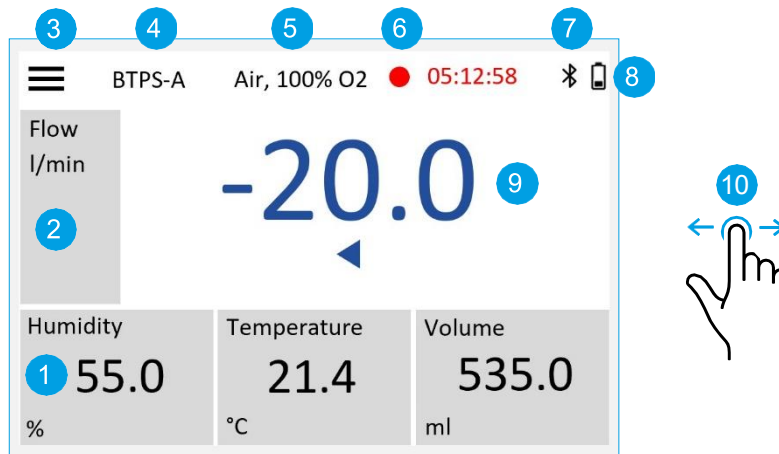 3 4 5 6 7
BTPS-A Air, 100% O2 05:12:58 8
Flow
l/min
-20.0 9
2
10
Humidity Temperature Volume
1 55.0 21.4 535.0
% °C ml